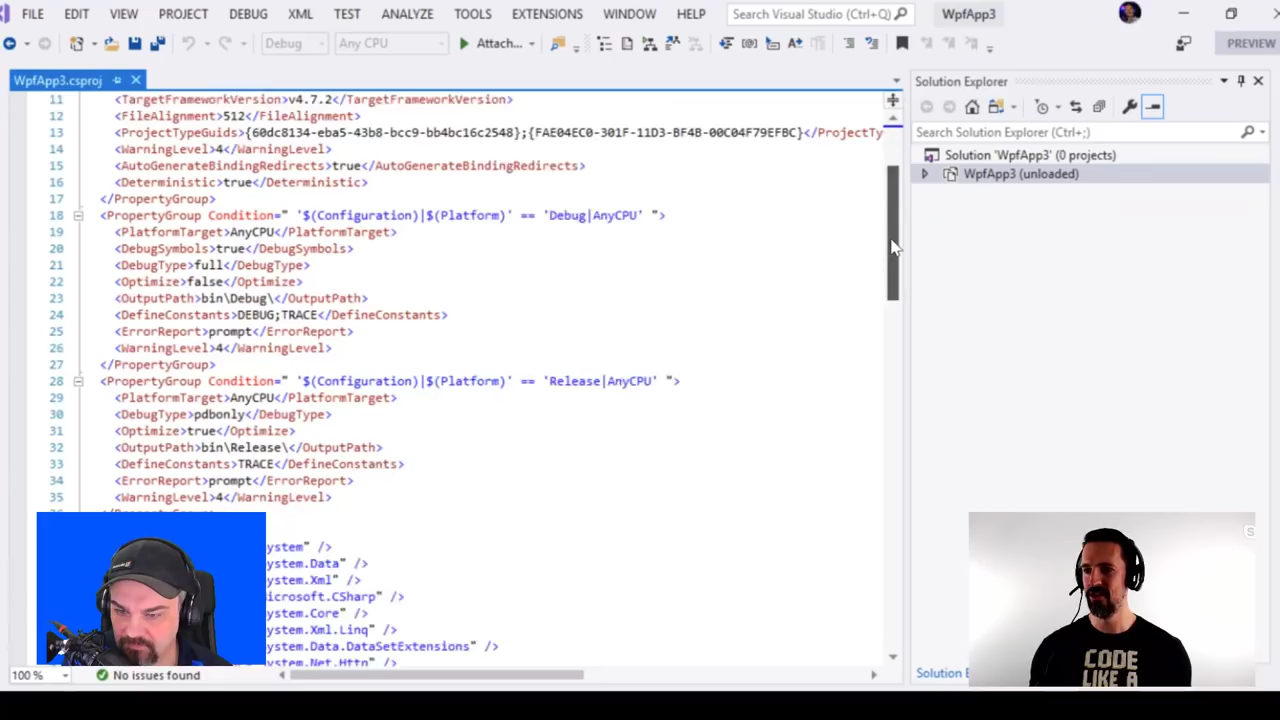 FILE EDIT VIEW PROJECT DEBUG XML TEST ANALYZE TOOLS EXTENSIONS WINDOW HELP Search Visual Studio (Ctrl+Q) WpfApp3
Debug Any CPU Attach... PREVIEW
WpfApp3.csproj
11 <TargetFrameworkVersion>v4.7.2</TargetFrameworkVersion>
12 <FileAlignment>512</FileAlignment>
13 <ProjectTypeGuids>{60dc8134-eba5-43b8-bcc9-bb4bc16c2548};{FAE04EC0-301F-11D3-BF4B-00C04F79EFBC}</ProjectTy
14 <WarningLevel>4</WarningLevel>
15 <AutoGenerateBindingRedirects>true</AutoGenerateBindingRedirects>
16 <Deterministic>true</Deterministic>
17 </PropertyGroup>
18 <PropertyGroup Condition=" '$(Configuration)|$(Platform)' == 'Debug|AnyCPU' ">
19 <PlatformTarget>AnyCPU</PlatformTarget>
20 <DebugSymbols>true</DebugSymbols>
21 <DebugType>full</DebugType>
22 <Optimize>false</Optimize>
23 <OutputPath>bin\Debug\</OutputPath>
24 <DefineConstants>DEBUG;TRACE</DefineConstants>
25 <ErrorReport>prompt</ErrorReport>
26 <WarningLevel>4</WarningLevel>
27 </PropertyGroup>
28 <PropertyGroup Condition=" '$(Configuration)|$(Platform)' == 'Release|AnyCPU' ">
29 <PlatformTarget>AnyCPU</PlatformTarget>
30 <DebugType>pdbonly</DebugType>
31 <Optimize>true</Optimize>
32 <OutputPath>bin\Release\</OutputPath>
33 <DefineConstants>TRACE</DefineConstants>
34 <ErrorReport>prompt</ErrorReport>
35 <WarningLevel>4</WarningLevel>
ystem" />
ystem.Data" />
ystem.Xml" />
icrosoft.CSharp" />
ystem.Core" />
ystem.Xml.Linq" />
ystem.Data.DataSetExtensions" />
ystem.Net.Http" />
100 % No issues found
Solution Explorer
Search Solution Explorer (Ctrl+;)
Solution 'WpfApp3' (0 projects)
WpfApp3 (unloaded)
Solution E
CODE
LIKE A